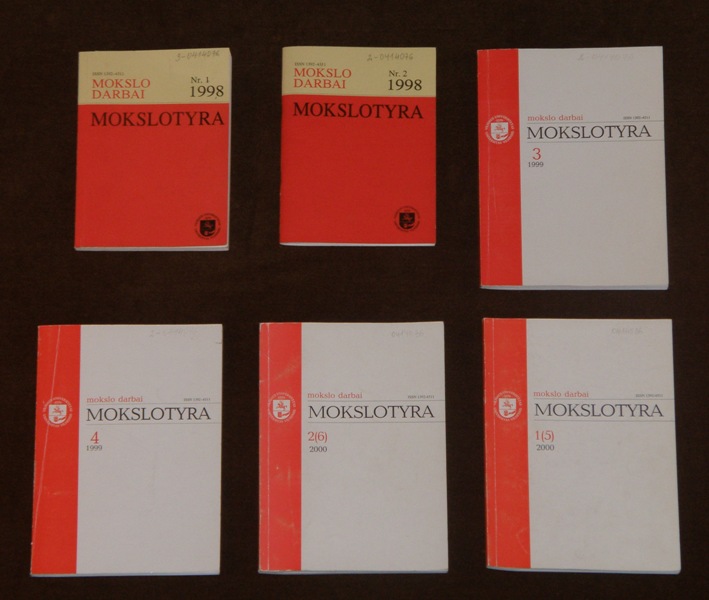 MOKSLO
DARBAI
Nr. 1
1998
MOKSLOTYRA
MOKSLO
DARBAI
Nr. 2
1998
MOKSLOTYRA
mokslo darbai
MOKSLOTYRA
3
1999
mokslo darbai
MOKSLOTYRA
4
1999
mokslo darbai
MOKSLOTYRA
2(6)
2000
mokslo darbai
MOKSLOTYRA
1(5)
2000